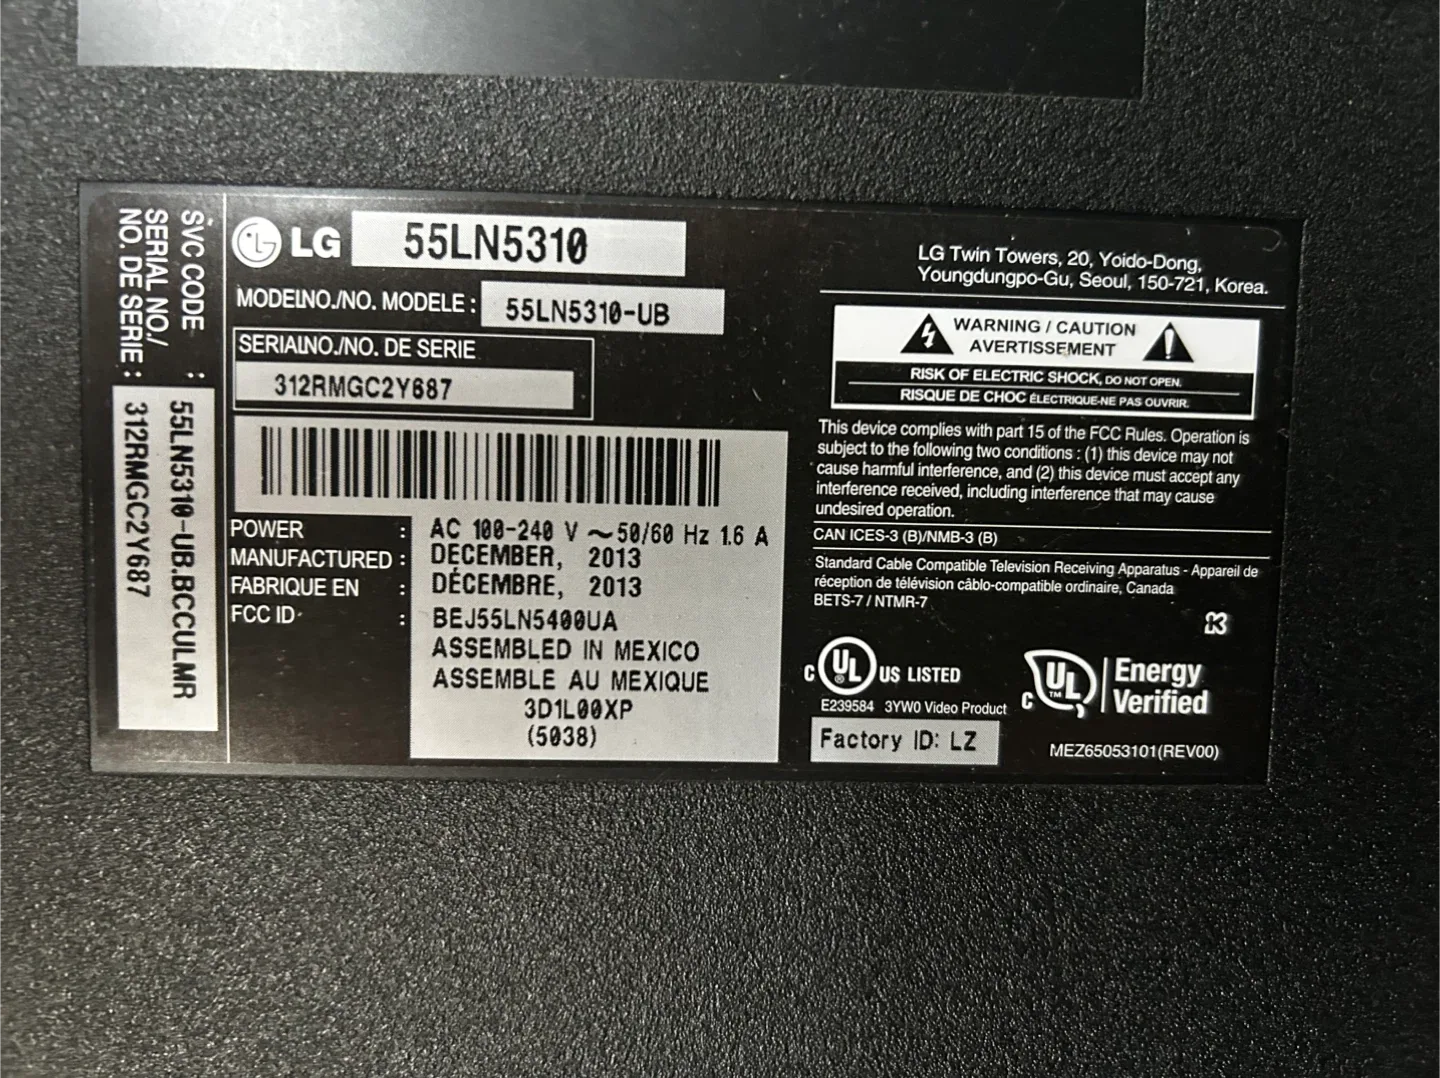 SVC CODE : 55LN5310-UB.BCCULMR
SERIAL NO./
NO. DE SERIE : 312RMGC2Y687
LG 55LN5310
MODELNO./NO. MODELE : 55LN5310-UB
SERIALNO./NO. DE SERIE
312RMGC2Y687
POWER : AC 100-240 V ~50/60 Hz 1.6 A
MANUFACTURED : DECEMBER, 2013
FABRIQUE EN : DÉCEMBRE, 2013
FCC ID : BEJ55LN5400UA
ASSEMBLED IN MEXICO
ASSEMBLE AU MEXIQUE
3D1L00XP
(5038)
LG Twin Towers, 20, Yoido-Dong,
Youngdungpo-Gu, Seoul, 150-721, Korea.
WARNING / CAUTION
AVERTISSEMENT
RISK OF ELECTRIC SHOCK, DO NOT OPEN.
RISQUE DE CHOC ÉLECTRIQUE-NE PAS OUVRIR.
This device complies with part 15 of the FCC Rules. Operation is
subject to the following two conditions : (1) this device may not
cause harmful interference, and (2) this device must accept any
interference received, including interference that may cause
undesired operation.
CAN ICES-3 (B)/NMB-3 (B)
Standard Cable Compatible Television Receiving Apparatus - Appareil de
réception de télévision câblo-compatible ordinaire, Canada
BETS-7 / NTMR-7
C UL ® US LISTED
E239584 3YW0 Video Product
C UL ™ Energy
Verified
Factory ID: LZ
MEZ65053101(REV00)